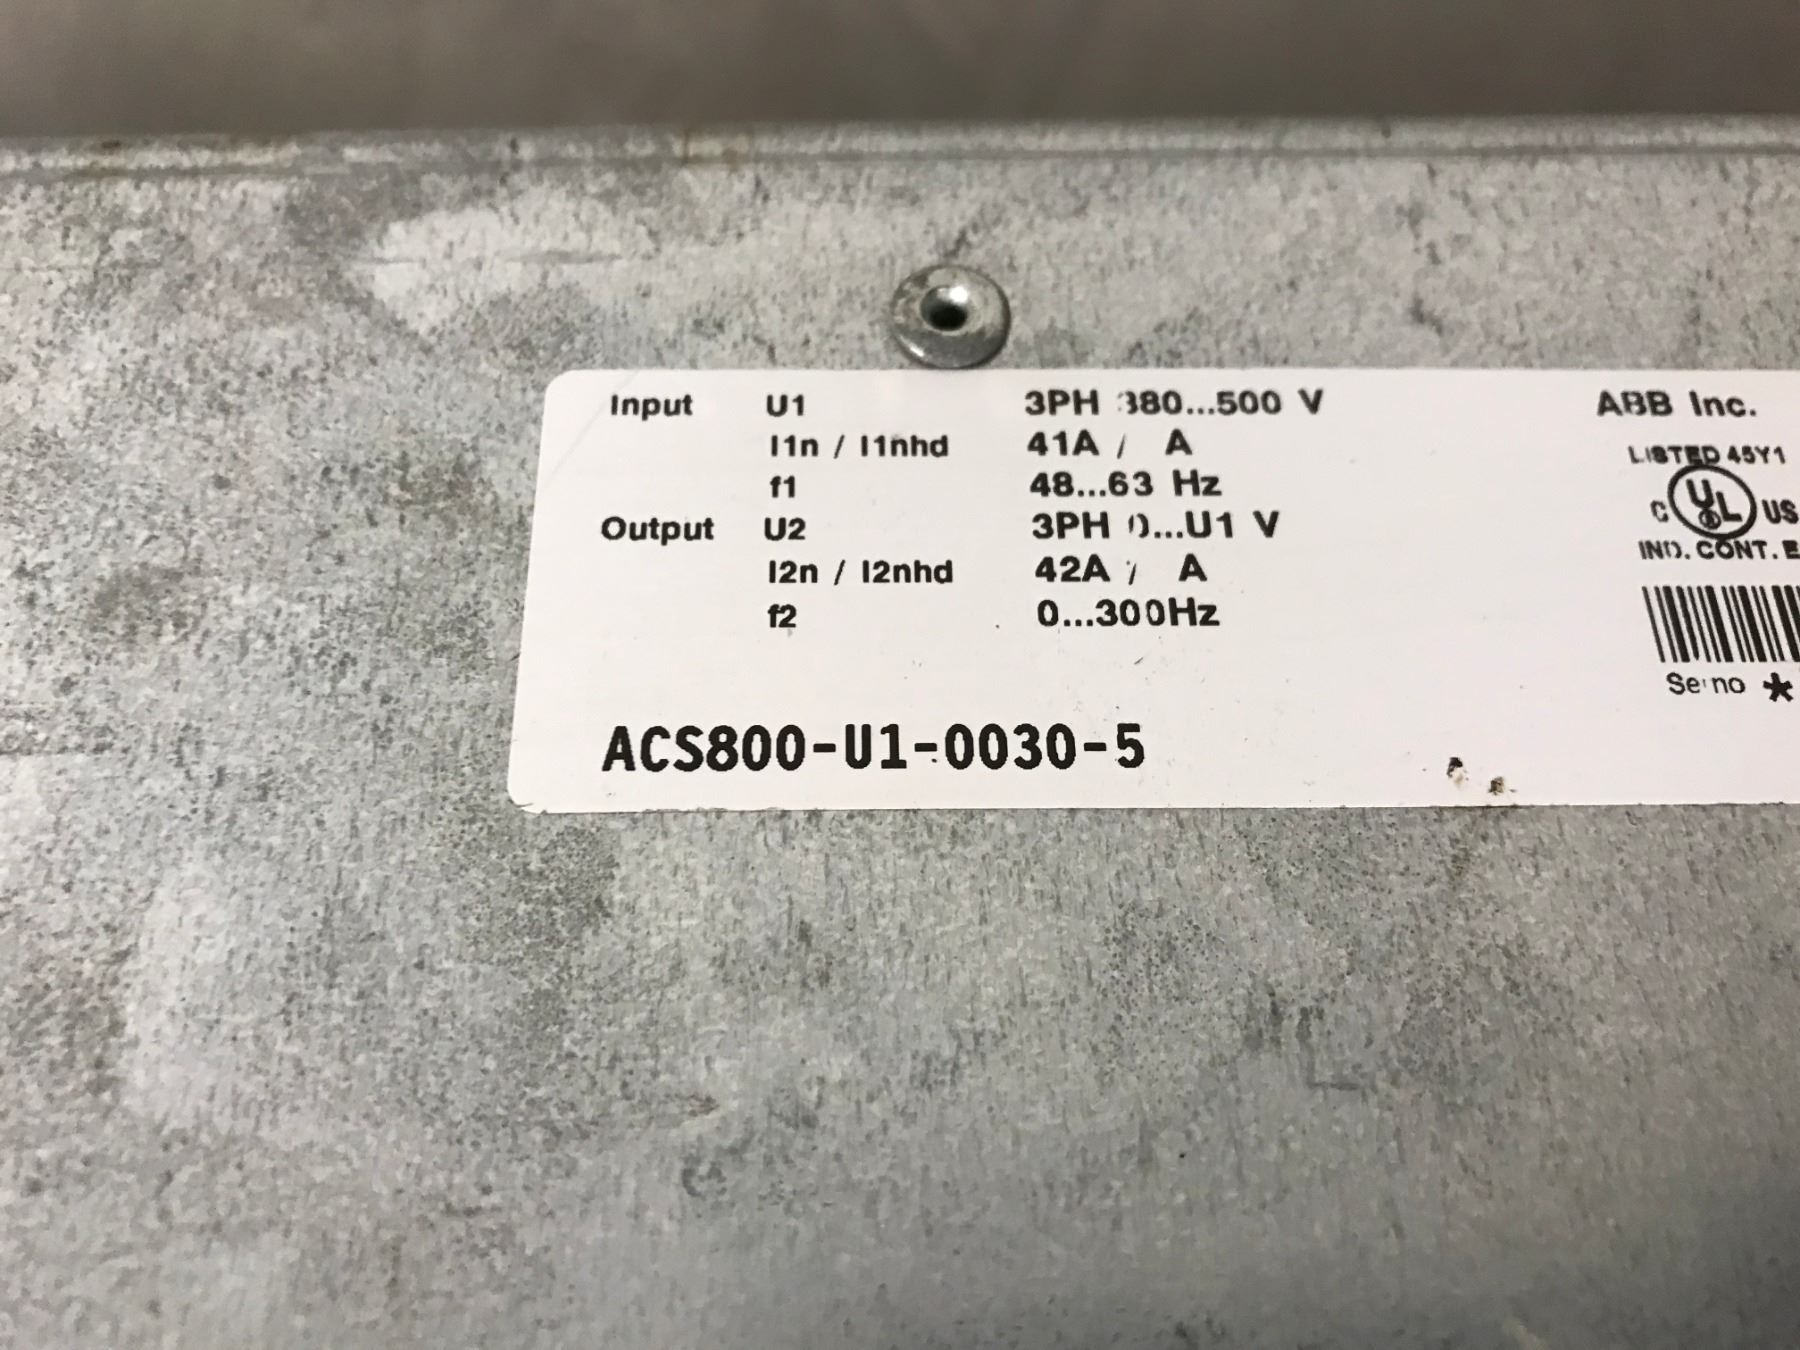 Input U1 3PH 380...500 V
I1n / I1nhd 41A / A
f1 48...63 Hz
Output U2 3PH 0...U1 V
I2n / I2nhd 42A / A
f2 0...300Hz
ACS800-U1-0030-5
ABB Inc.
LISTED 45Y1
C UL ® US
IND. CONT. E
Ser no *